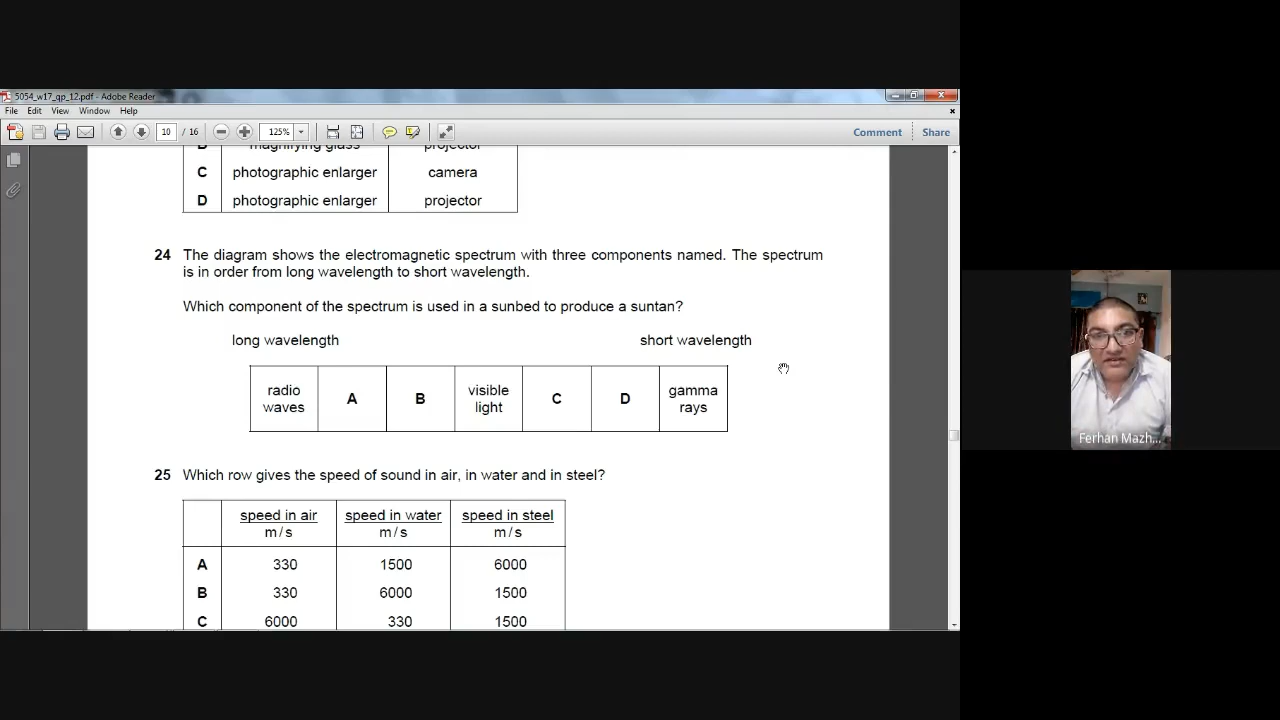 5054_w17_qp_12.pdf - Adobe Reader
File Edit View Window Help
10 / 16 125% Comment Share
B magnifying glass projector
C photographic enlarger camera
D photographic enlarger projector
24 The diagram shows the electromagnetic spectrum with three components named. The spectrum
is in order from long wavelength to short wavelength.
Which component of the spectrum is used in a sunbed to produce a suntan?
long wavelength short wavelength
radio waves A B visible light C D gamma rays
25 Which row gives the speed of sound in air, in water and in steel?
speed in air m/s speed in water m/s speed in steel m/s
A 330 1500 6000
B 330 6000 1500
C 6000 330 1500
Ferhan Mazh...